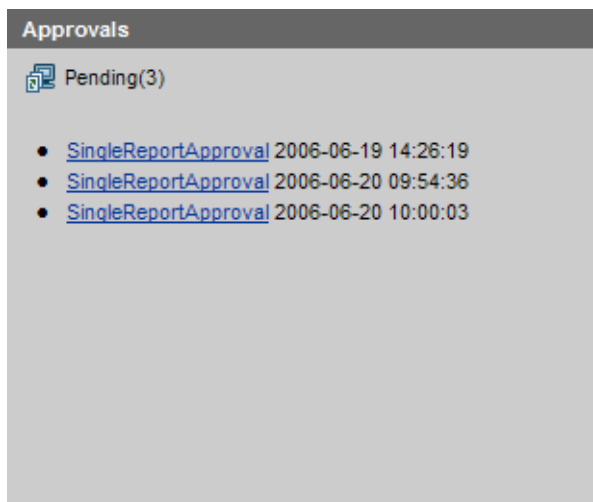 Approvals
Pending(3)
• SingleReportApproval 2006-06-19 14:26:19
• SingleReportApproval 2006-06-20 09:54:36
• SingleReportApproval 2006-06-20 10:00:03